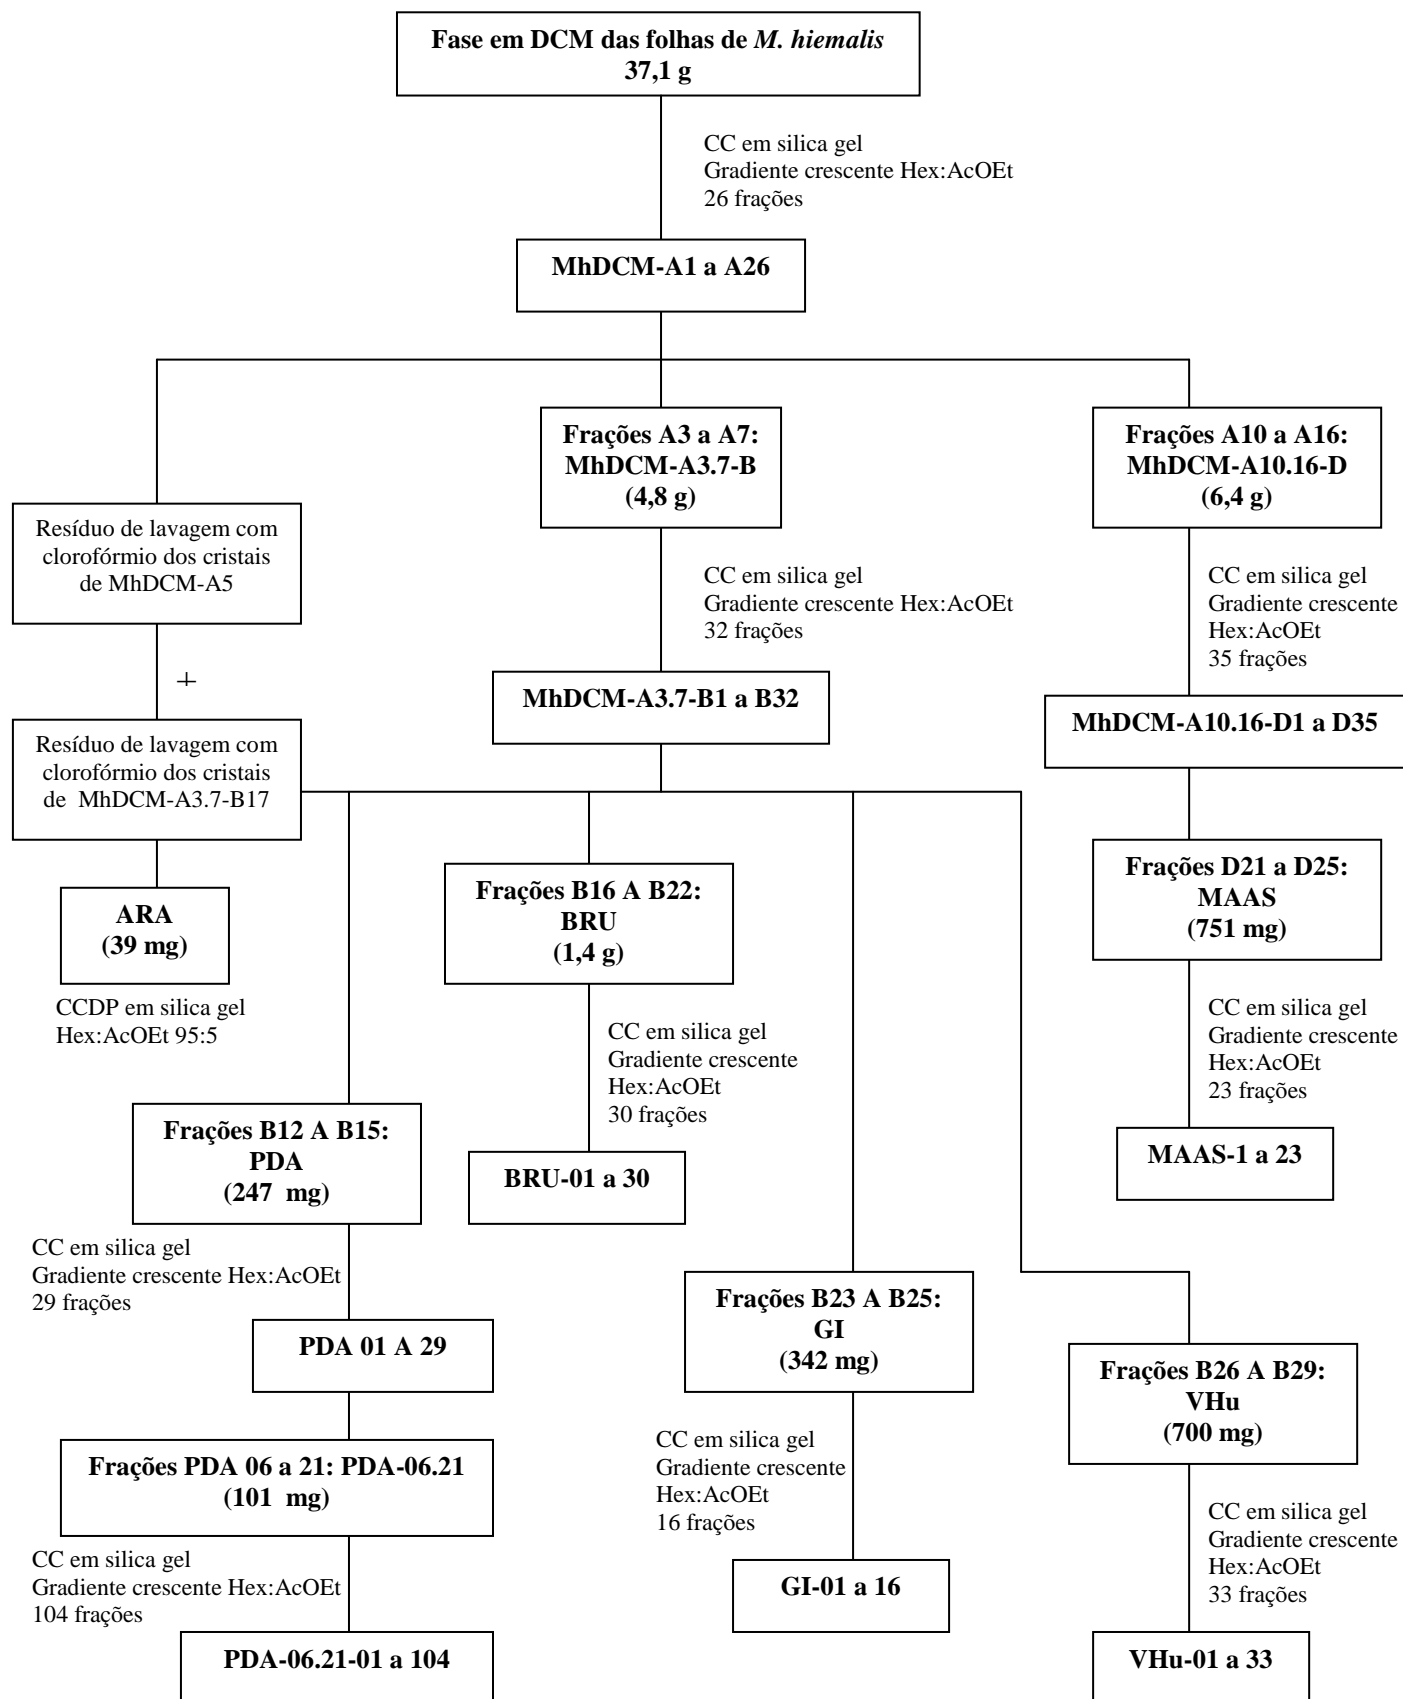 Fase em DCM das folhas de M. hiemalis
37,1 g
CC em silica gel
Gradiente crescente Hex:AcOEt
26 frações
MhDCM-A1 a A26
Frações A3 a A7:
MhDCM-A3.7-B
(4,8 g)
Frações A10 a A16:
MhDCM-A10.16-D
(6,4 g)
Resíduo de lavagem com
clorofórmio dos cristais
de MhDCM-A5
CC em silica gel
Gradiente crescente Hex:AcOEt
32 frações
CC em silica gel
Gradiente crescente
Hex:AcOEt
35 frações
+
MhDCM-A3.7-B1 a B32
MhDCM-A10.16-D1 a D35
Resíduo de lavagem com
clorofórmio dos cristais
de MhDCM-A3.7-B17
ARA
(39 mg)
CCDP em silica gel
Hex:AcOEt 95:5
Frações B16 A B22:
BRU
(1,4 g)
Frações D21 a D25:
MAAS
(751 mg)
CC em silica gel
Gradiente crescente
Hex:AcOEt
30 frações
CC em silica gel
Gradiente crescente
Hex:AcOEt
23 frações
Frações B12 A B15:
PDA
(247 mg)
BRU-01 a 30
MAAS-1 a 23
CC em silica gel
Gradiente crescente Hex:AcOEt
29 frações
Frações B23 A B25:
GI
(342 mg)
PDA 01 A 29
Frações B26 A B29:
VHu
(700 mg)
Frações PDA 06 a 21: PDA-06.21
(101 mg)
CC em silica gel
Gradiente crescente
Hex:AcOEt
16 frações
CC em silica gel
Gradiente crescente
Hex:AcOEt
33 frações
CC em silica gel
Gradiente crescente Hex:AcOEt
104 frações
GI-01 a 16
PDA-06.21-01 a 104
VHu-01 a 33